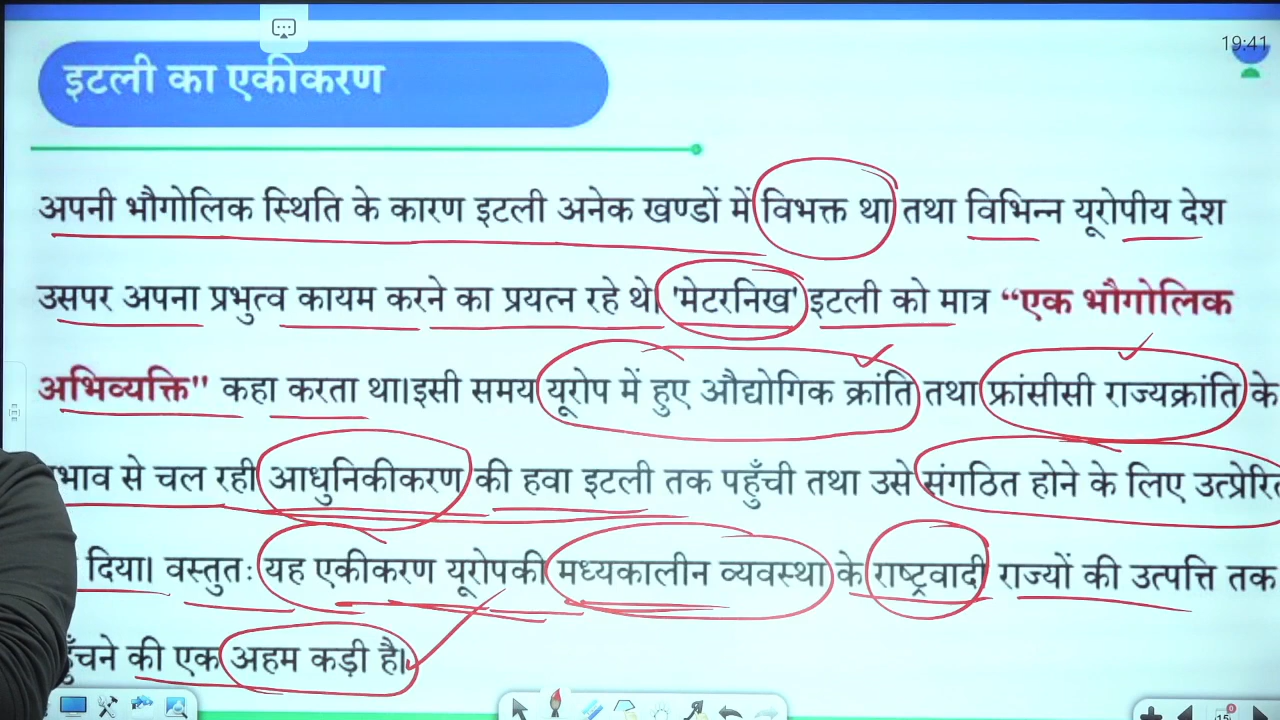 19:41
इटली का एकीकरण
अपनी भौगोलिक स्थिति के कारण इटली अनेक खण्डों में विभक्त था तथा विभिन्न यूरोपीय देश
उसपर अपना प्रभुत्व कायम करने का प्रयत्न रहे थे। 'मेटरनिख' इटली को मात्र “एक भौगोलिक
अभिव्यक्ति" कहा करता था।इसी समय यूरोप में हुए औद्योगिक क्रांति तथा फ्रांसीसी राज्यक्रांति के
भाव से चल रही आधुनिकीकरण की हवा इटली तक पहुँची तथा उसे संगठित होने के लिए
दिया। वस्तुतः यह एकीकरण यूरोपकी मध्यकालीन व्यवस्था के राष्ट्रवादी राज्यों की उत्पत्ति तक
की एक अहम कड़ी है।
15